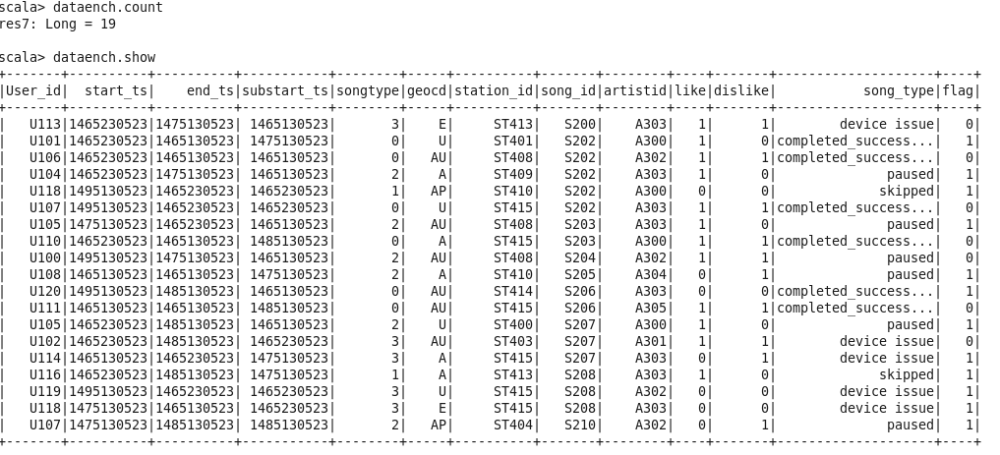 scala> dataench.count
res7: Long = 19
scala> dataench.show
+-------+----------+----------+-----------+--------+-----+----------+-------+--------+----+-------+--------------------+----+
|User_id|  start_ts|    end_ts|substart_ts|songtype|geocd|station_id|song_id|artistid|like|dislike|           song_type|flag|
+-------+----------+----------+-----------+--------+-----+----------+-------+--------+----+-------+--------------------+----+
|   U113|1465230523|1475130523| 1465130523|       3|    E|     ST413|   S200|    A303|   1|      1|        device issue|   0|
|   U101|1465230523|1465130523| 1475130523|       0|    U|     ST401|   S202|    A300|   1|      0|completed_success...|   1|
|   U106|1465230523|1465130523| 1465230523|       0|   AU|     ST408|   S202|    A302|   1|      1|completed_success...|   0|
|   U104|1465230523|1475130523| 1465130523|       2|    A|     ST409|   S202|    A303|   1|      0|              paused|   1|
|   U118|1495130523|1465230523| 1465230523|       1|   AP|     ST410|   S202|    A300|   0|      0|             skipped|   1|
|   U107|1495130523|1465230523| 1465230523|       0|    U|     ST415|   S202|    A303|   1|      1|completed_success...|   0|
|   U105|1475130523|1465230523| 1465130523|       2|   AU|     ST408|   S203|    A303|   1|      0|              paused|   1|
|   U110|1465230523|1465130523| 1485130523|       0|    A|     ST415|   S203|    A300|   1|      1|completed_success...|   0|
|   U100|1495130523|1475130523| 1465230523|       2|   AU|     ST408|   S204|    A302|   1|      1|              paused|   0|
|   U108|1465130523|1465230523| 1475130523|       2|    A|     ST410|   S205|    A304|   0|      1|              paused|   1|
|   U120|1495130523|1485130523| 1465130523|       0|   AU|     ST414|   S206|    A303|   0|      0|completed_success...|   1|
|   U111|1465130523|1465130523| 1485130523|       0|   AU|     ST415|   S206|    A305|   1|      1|completed_success...|   0|
|   U105|1465230523|1485130523| 1465130523|       2|    U|     ST400|   S207|    A300|   1|      0|              paused|   1|
|   U102|1465230523|1485130523| 1465230523|       3|   AU|     ST403|   S207|    A301|   1|      1|        device issue|   0|
|   U114|1465130523|1465230523| 1475130523|       3|    A|     ST415|   S207|    A303|   0|      1|        device issue|   1|
|   U116|1465230523|1485130523| 1475130523|       1|    A|     ST413|   S208|    A303|   1|      0|             skipped|   1|
|   U119|1495130523|1465130523| 1465230523|       3|    U|     ST415|   S208|    A302|   0|      0|        device issue|   1|
|   U118|1475130523|1465130523| 1465230523|       3|    E|     ST415|   S208|    A303|   0|      0|        device issue|   1|
|   U107|1475130523|1485130523| 1485130523|       2|   AP|     ST404|   S210|    A302|   0|      1|              paused|   1|
+-------+----------+----------+-----------+--------+-----+----------+-------+--------+----+-------+--------------------+----+